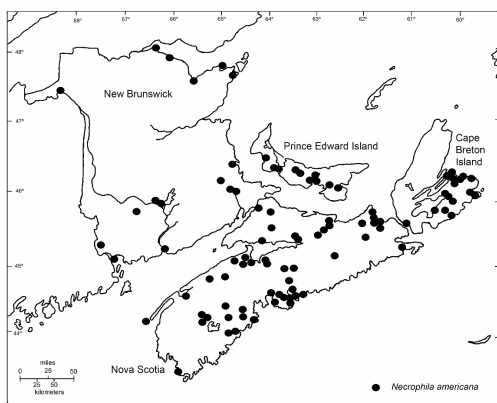 68° 67° 66° 65° 64° 63° 62° 61° 60°
48°
New Brunswick
47°
Prince Edward Island
Cape
Breton
Island
46°
45°
44°
Nova Scotia
miles
0 25 50
25 50
kilometers
Necrophila americana